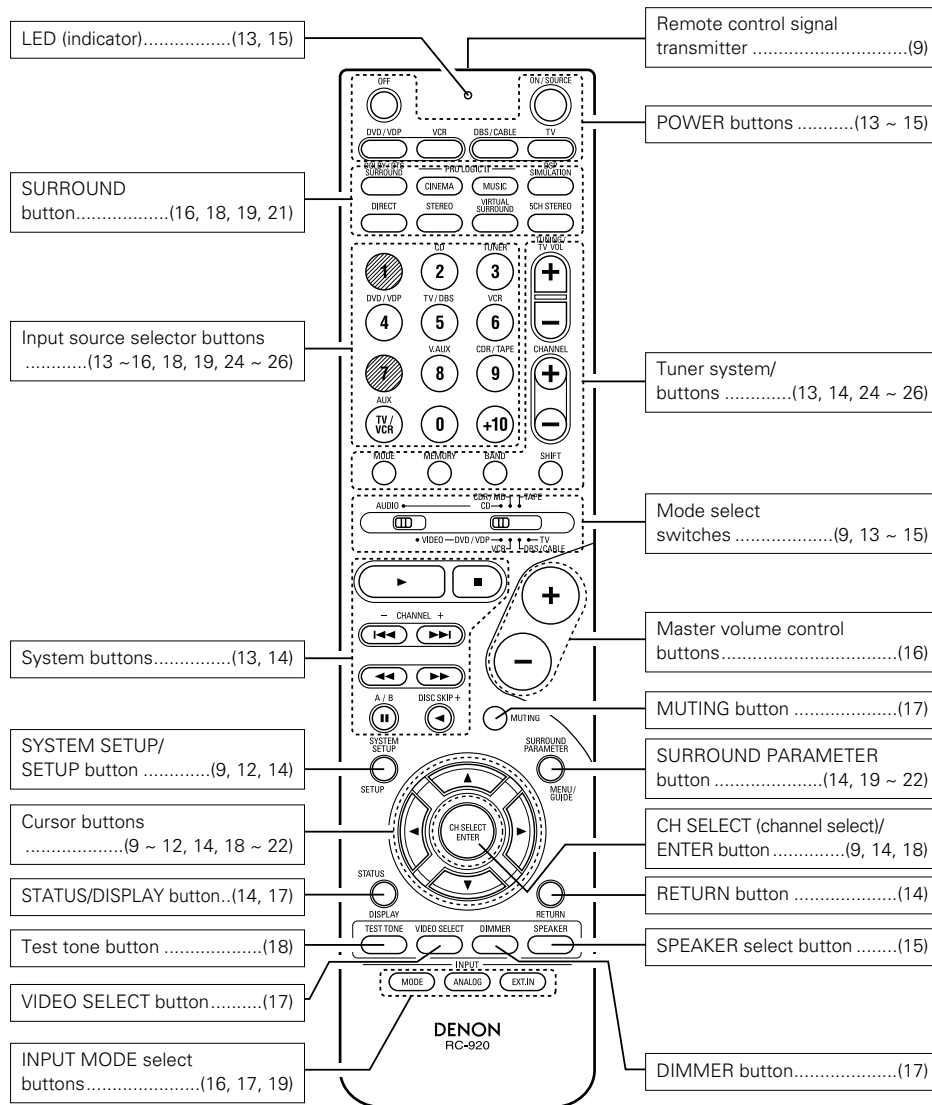 LED (indicator).................(13, 15)
Remote control signal
transmitter ............................(9)
POWER buttons ...........(13 ~ 15)
SURROUND
button..................(16, 18, 19, 21)
Input source selector buttons
............(13 ~16, 18, 19, 24 ~ 26)
Tuner system/
buttons .............(13, 14, 24 ~ 26)
Mode select
switches ...................(9, 13 ~ 15)
System buttons..............(13, 14)
Master volume control
buttons....................................(16)
MUTING button ...................(17)
SYSTEM SETUP/
SETUP button .............(9, 12, 14)
SURROUND PARAMETER
button ....................(14, 19 ~ 22)
Cursor buttons
..................(9 ~ 12, 14, 18 ~ 22)
CH SELECT (channel select)/
ENTER button..............(9, 14, 18)
STATUS/DISPLAY button..(14, 17)
RETURN button ...................(14)
Test tone button ..................(18)
SPEAKER select button ........(15)
VIDEO SELECT button..........(17)
INPUT MODE select
buttons.......................(16, 17, 19)
DIMMER button....................(17)
OFF
ON / SOURCE
DVD / VDP VCR DBS / CABLE TV
DOLBY / DTS
SURROUND
PRO LOGIC II
CINEMA MUSIC
DSP
SIMULATION
DIRECT STEREO VIRTUAL
SURROUND
5CH STEREO
CD TUNER
TUNING /
TV VOL
1 2 3 +
DVD / VDP TV / DBS VCR
4 5 6 −
V.AUX CDR / TAPE CHANNEL
7 8 9 +
AUX
TV /
VCR
0 +10 −
MODE MEMORY BAND SHIFT
CDR / MD TAPE
AUDIO CD
VIDEO DVD / VDP TV
VCR DBS/CABLE
− CHANNEL +
+
−
A / B DISC SKIP +
MUTING
SYSTEM
SETUP
SETUP
SURROUND
PARAMETER
MENU /
GUIDE
CH SELECT
ENTER
STATUS
DISPLAY
RETURN
TEST TONE VIDEO SELECT DIMMER SPEAKER
INPUT
MODE ANALOG EXT.IN
DENON
RC-920